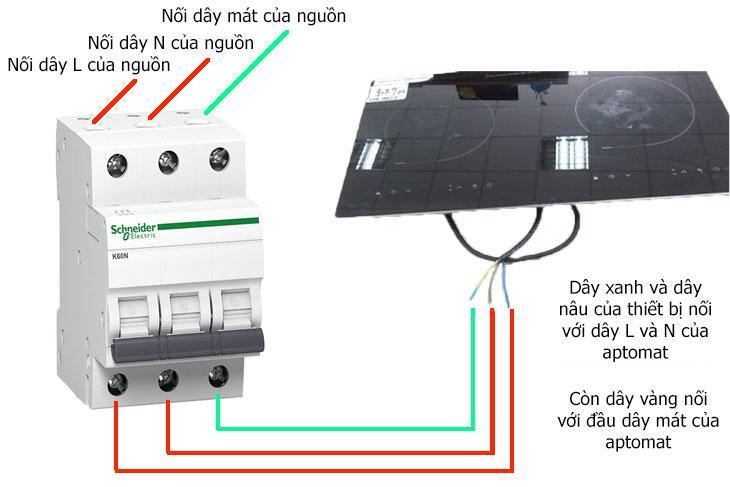 Nối dây mát của nguồn
Nối dây N của nguồn
Nối dây L của nguồn
Schneider
Electric
K60N
Dây xanh và dây
nâu của thiết bị nối
với dây L và N của
aptomat
Còn dây vàng nối
với đầu dây mát của
aptomat